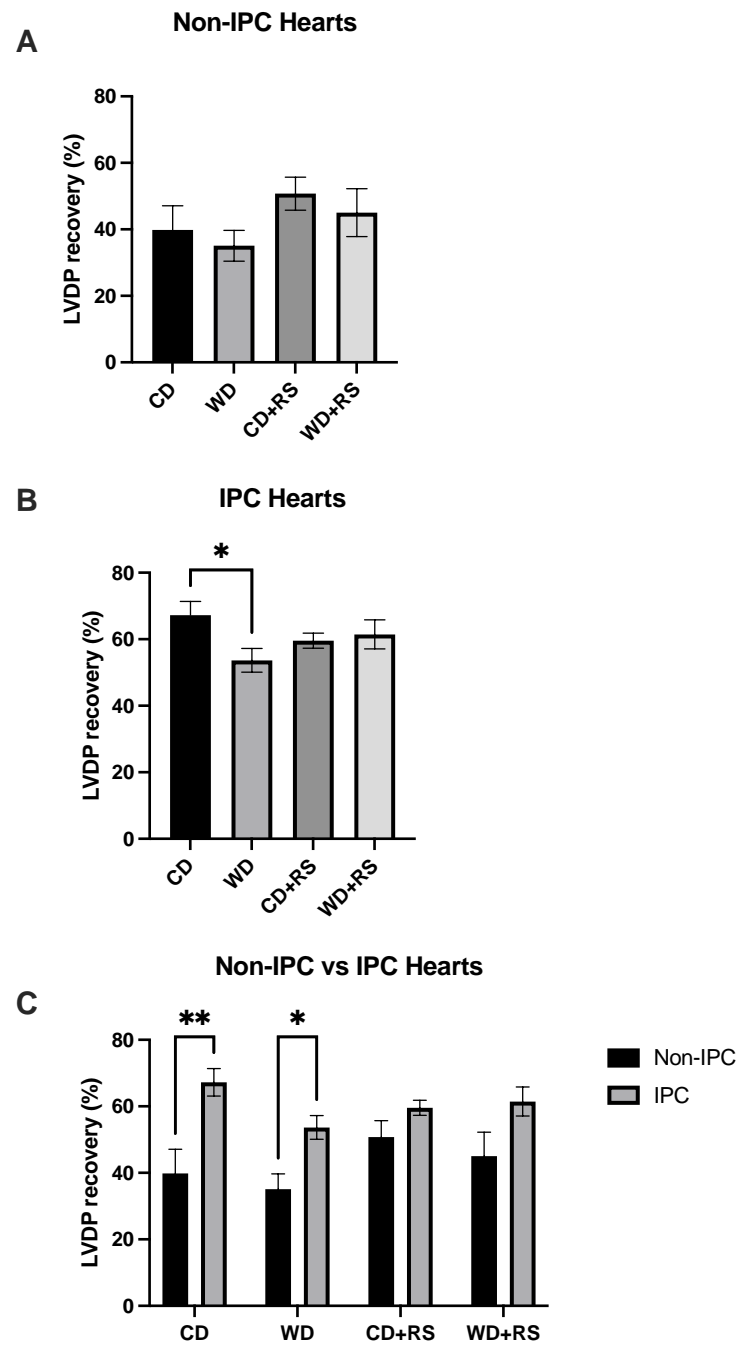 A
Non-IPC Hearts
LVDP recovery (%)
80
60
40
20
0
CD
WD
CD+RS
WD+RS
B
IPC Hearts
*
LVDP recovery (%)
80
60
40
20
0
CD
WD
CD+RS
WD+RS
Non-IPC vs IPC Hearts
C
**
*
LVDP recovery (%)
80
60
40
20
0
CD
WD
CD+RS
WD+RS
Non-IPC
IPC